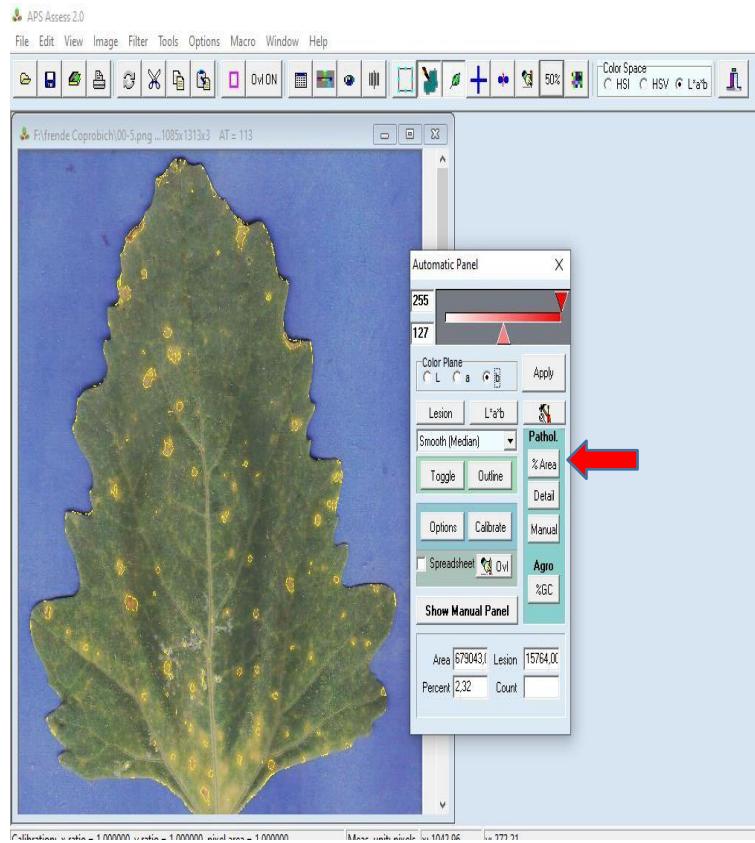 APS Assess 2.0
File Edit View Image Filter Tools Options Macro Window Help
Ovl ON
50%
Color Space
HSI HSV L*a*b
F:\frende Coprobich\00-5.png ...1085x1313x3 AT = 113
Automatic Panel
255
127
Color Plane
L a b
Apply
Lesion L*a*b
Smooth (Median)
Pathol.
% Area
Toggle Outline
Detail
Options Calibrate
Manual
Spreadsheet Ovl
Agro
%GC
Show Manual Panel
Area 679043,( Lesion 15764,00
Percent 2,32 Count
Calibration: x ratio = 1.000000, y ratio = 1.000000, pixel area = 1.000000 Meas. unit: pixels x: 1042.96 y: 272.21